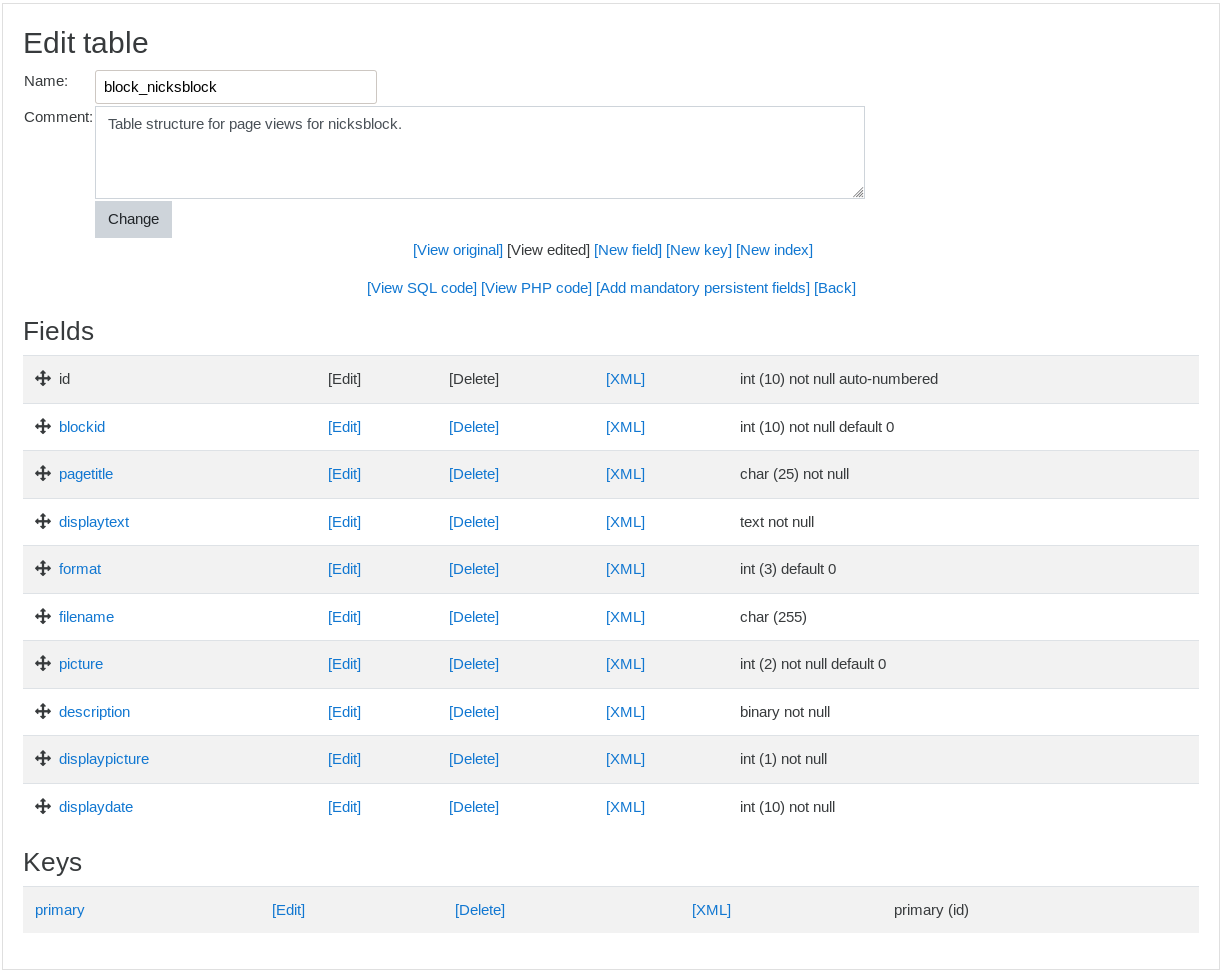 Edit table
Name: block_nicksblock
Comment: Table structure for page views for nicksblock.
Change
[View original] [View edited] [New field] [New key] [New index]
[View SQL code] [View PHP code] [Add mandatory persistent fields] [Back]
Fields
id [Edit] [Delete] [XML] int (10) not null auto-numbered
blockid [Edit] [Delete] [XML] int (10) not null default 0
pagetitle [Edit] [Delete] [XML] char (25) not null
displaytext [Edit] [Delete] [XML] text not null
format [Edit] [Delete] [XML] int (3) default 0
filename [Edit] [Delete] [XML] char (255)
picture [Edit] [Delete] [XML] int (2) not null default 0
description [Edit] [Delete] [XML] binary not null
displaypicture [Edit] [Delete] [XML] int (1) not null
displaydate [Edit] [Delete] [XML] int (10) not null
Keys
primary [Edit] [Delete] [XML] primary (id)